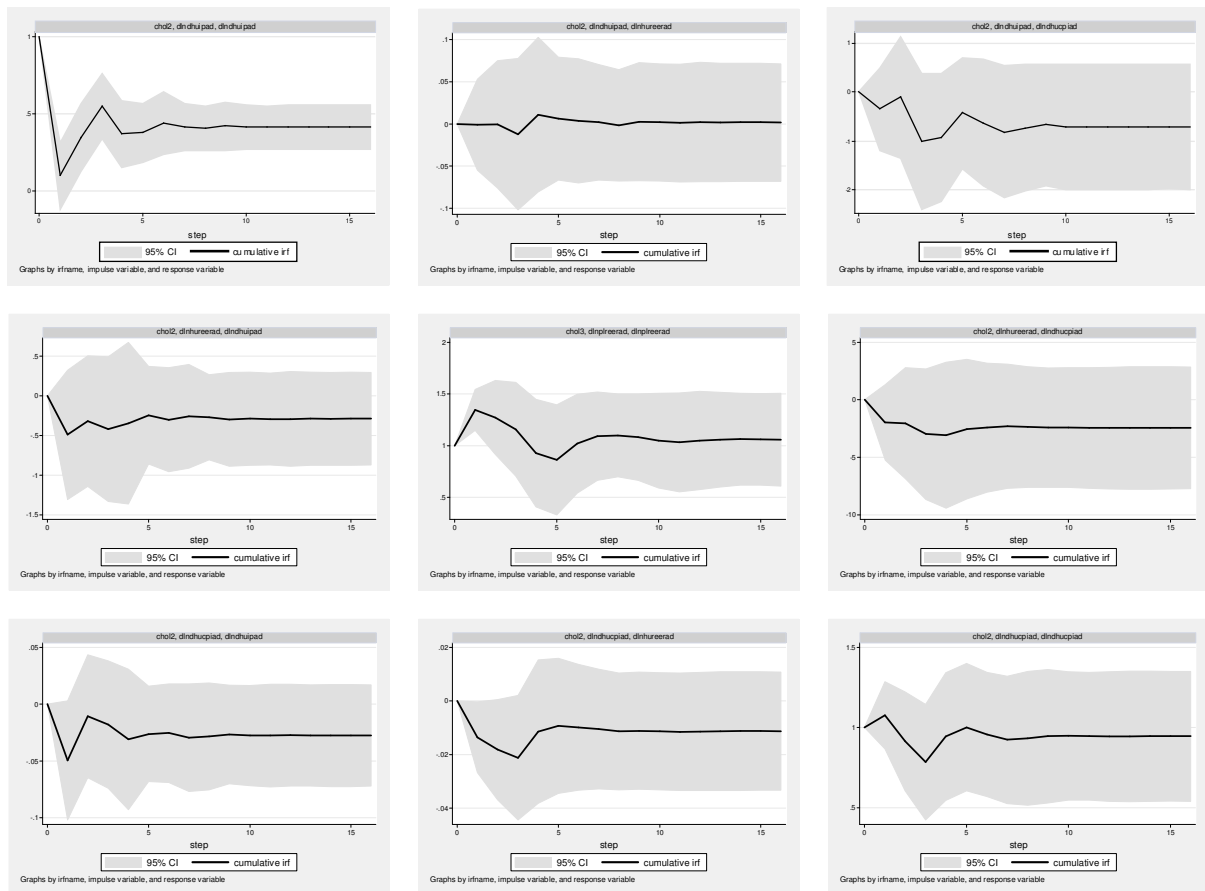 chol2, dlndhuipad, dlndhuipad
1
.5
0
0
5
10
15
step
95% CI
cumulative irf
Graphs by irfname, impulse variable, and response variable
chol2, dlndhuipad, dlnhureerad
.1
.05
0
-.05
-.1
0
5
10
15
step
95% CI
cumulative irf
Graphs by irfname, impulse variable, and response variable
chol2, dlndhuipad, dlndhucpiad
1
0
-1
-2
0
5
10
15
step
95% CI
cumulative irf
Graphs by irfname, impulse variable, and response variable
chol2, dlnhureerad, dlndhuipad
.5
0
-.5
-1
-1.5
0
5
10
15
step
95% CI
cumulative irf
Graphs by irfname, impulse variable, and response variable
chol3, dlnplreerad, dlnplreerad
2
1.5
1
.5
0
5
10
15
step
95% CI
cumulative irf
Graphs by irfname, impulse variable, and response variable
chol2, dlnhureerad, dlndhucpiad
5
0
-5
-10
0
5
10
15
step
95% CI
cumulative irf
Graphs by irfname, impulse variable, and response variable
chol2, dlndhucpiad, dlndhuipad
.05
0
-.05
-.1
0
5
10
15
step
95% CI
cumulative irf
Graphs by irfname, impulse variable, and response variable
chol2, dlndhucpiad, dlnhureerad
.02
0
-.02
-.04
0
5
10
15
step
95% CI
cumulative irf
Graphs by irfname, impulse variable, and response variable
chol2, dlndhucpiad, dlndhucpiad
1.5
1
.5
0
5
10
15
step
95% CI
cumulative irf
Graphs by irfname, impulse variable, and response variable